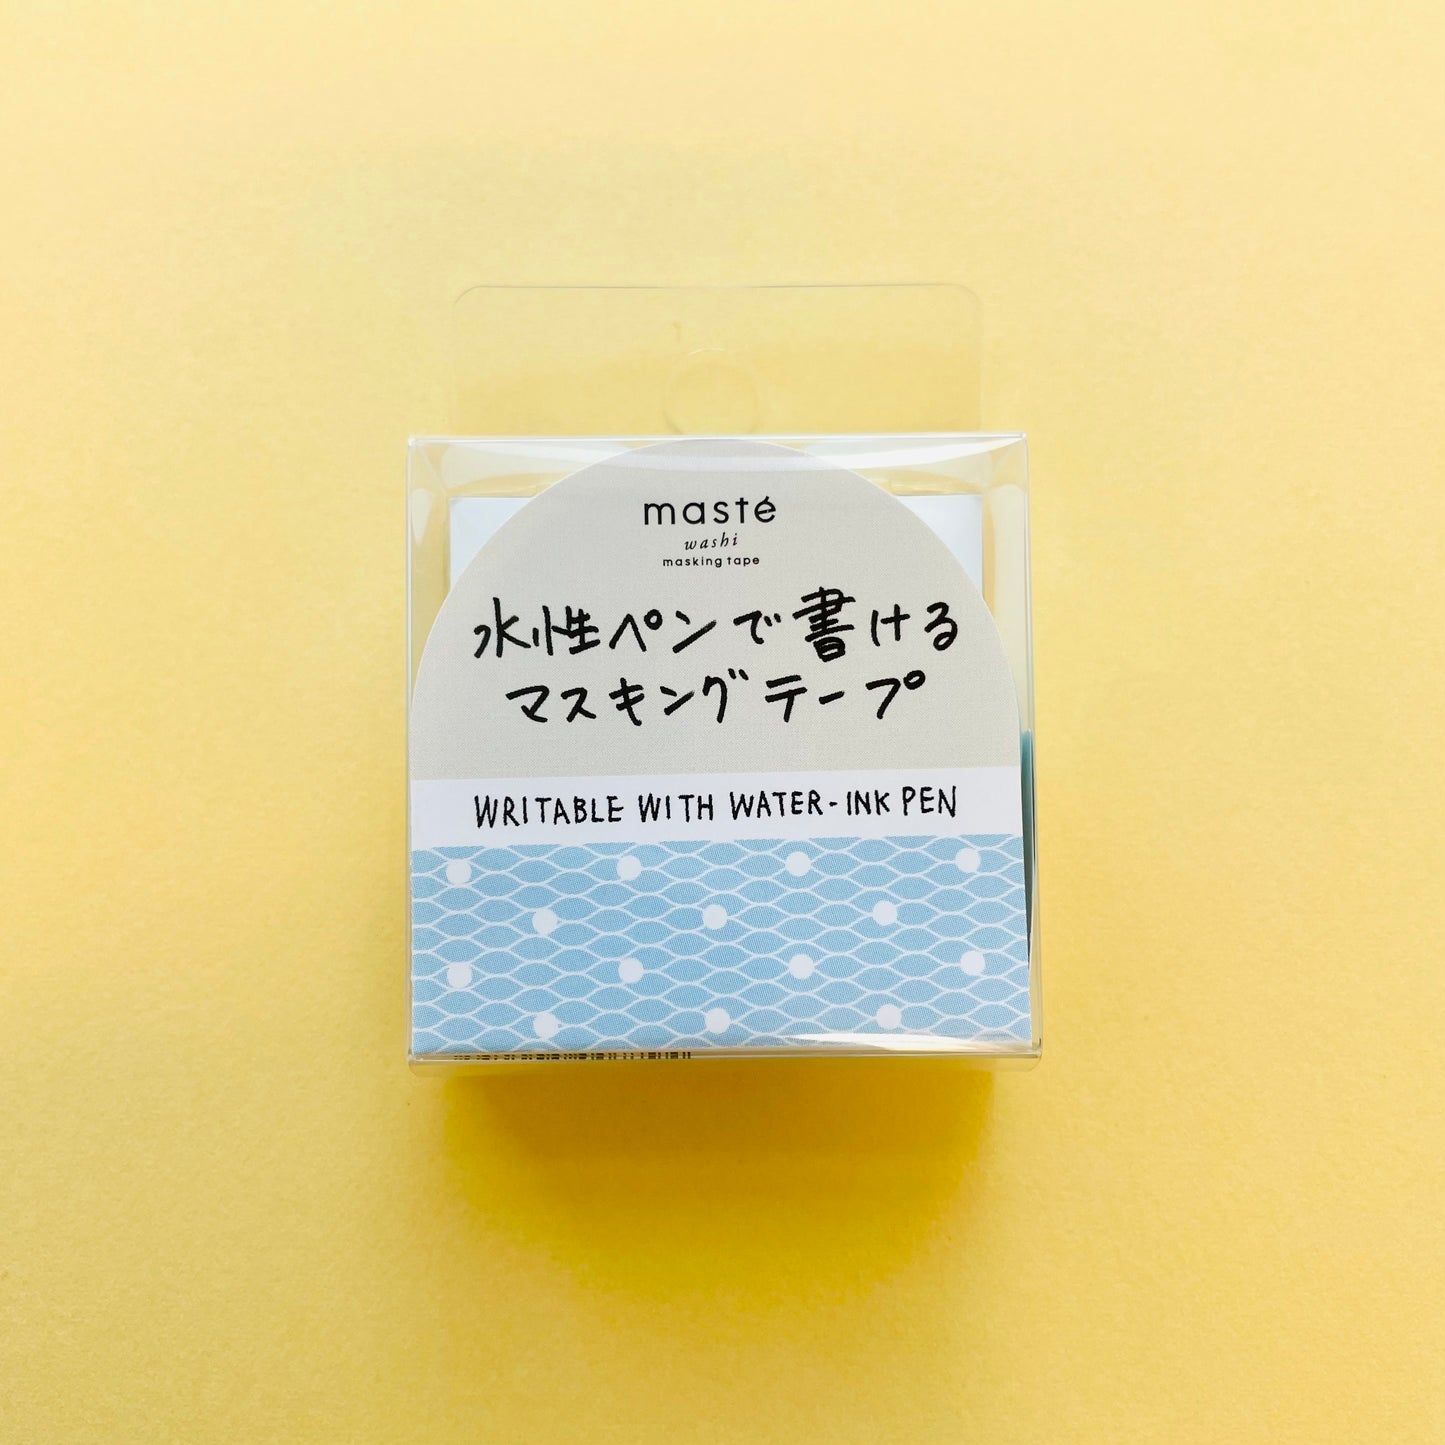 masté
washi
masking tape
水性ペンで書ける
マスキングテープ
WRITABLE WITH WATER-INK PEN